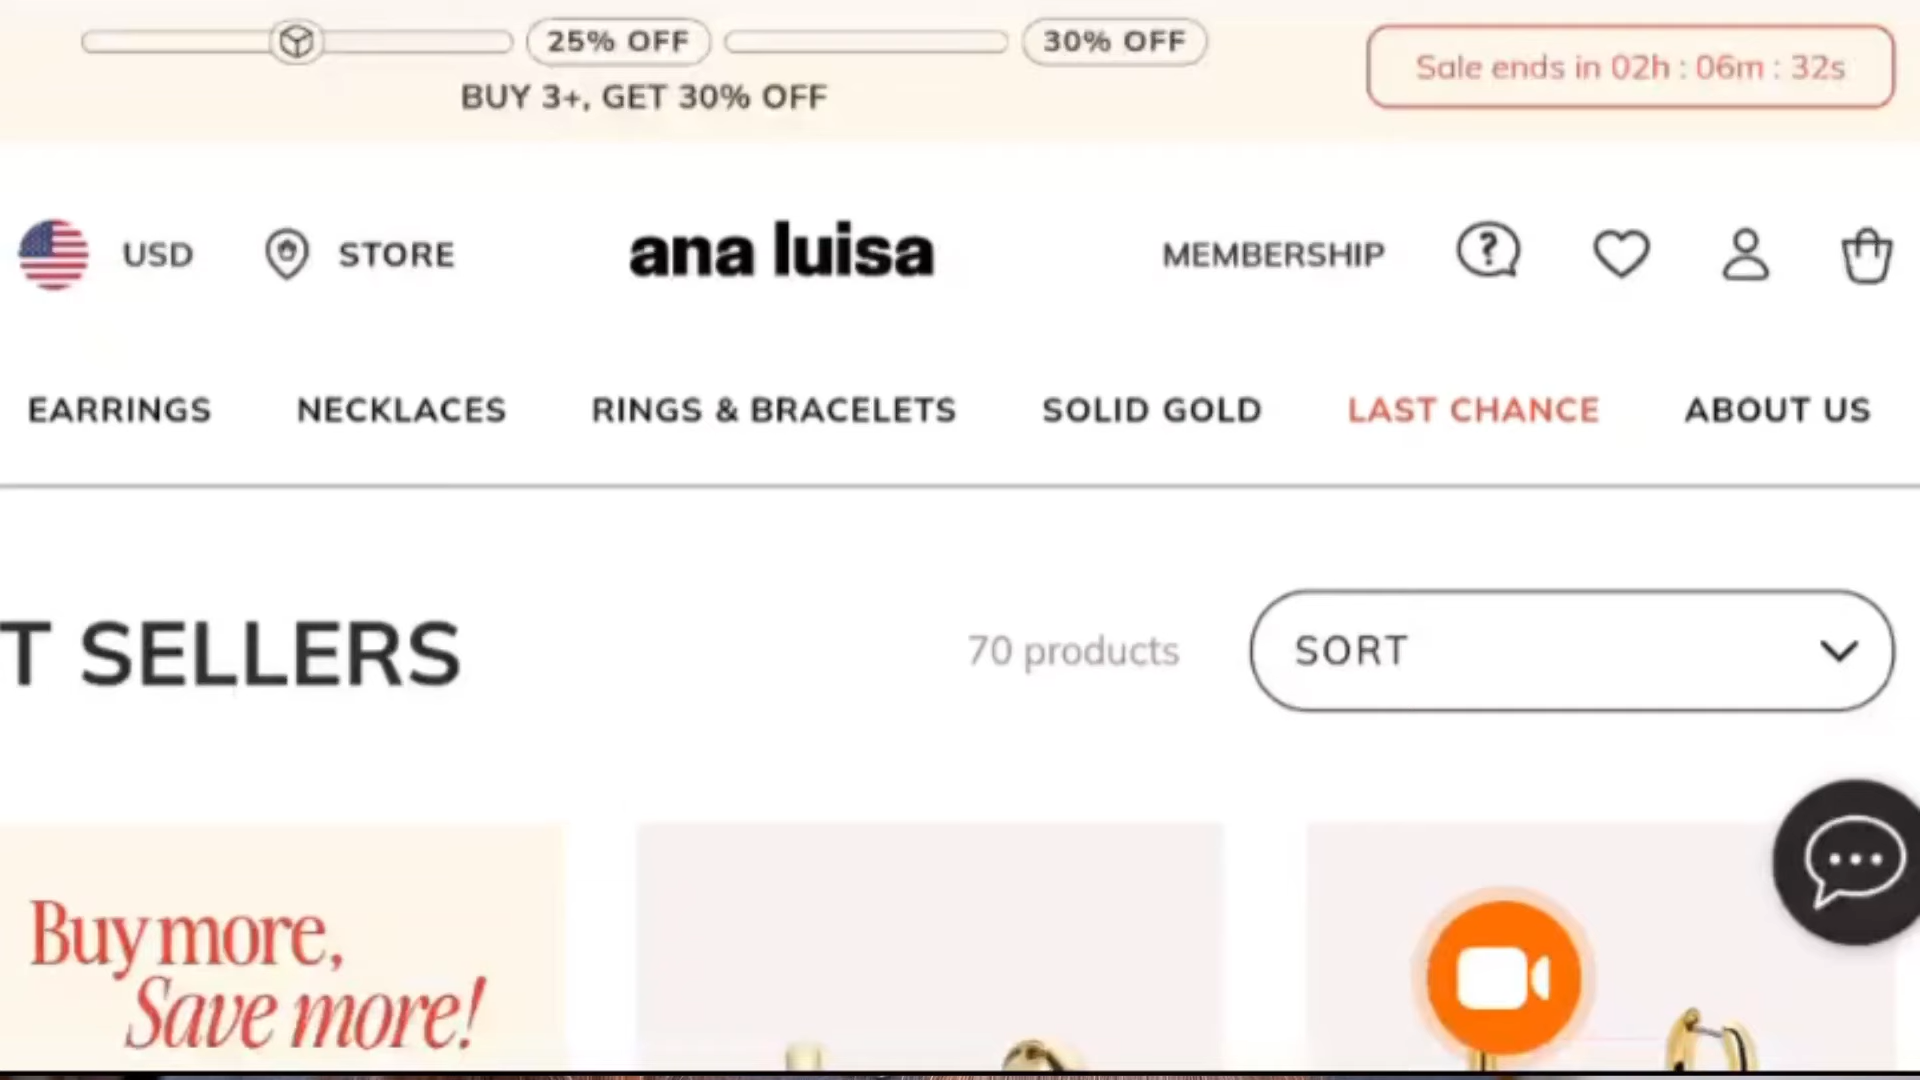 25% OFF
30% OFF
BUY 3+, GET 30% OFF
Sale ends in 02h : 06m : 32s
USD
STORE
ana luisa
MEMBERSHIP
EARRINGS
NECKLACES
RINGS & BRACELETS
SOLID GOLD
LAST CHANCE
ABOUT US
T SELLERS
70 products
SORT
Buy more,
Save more!